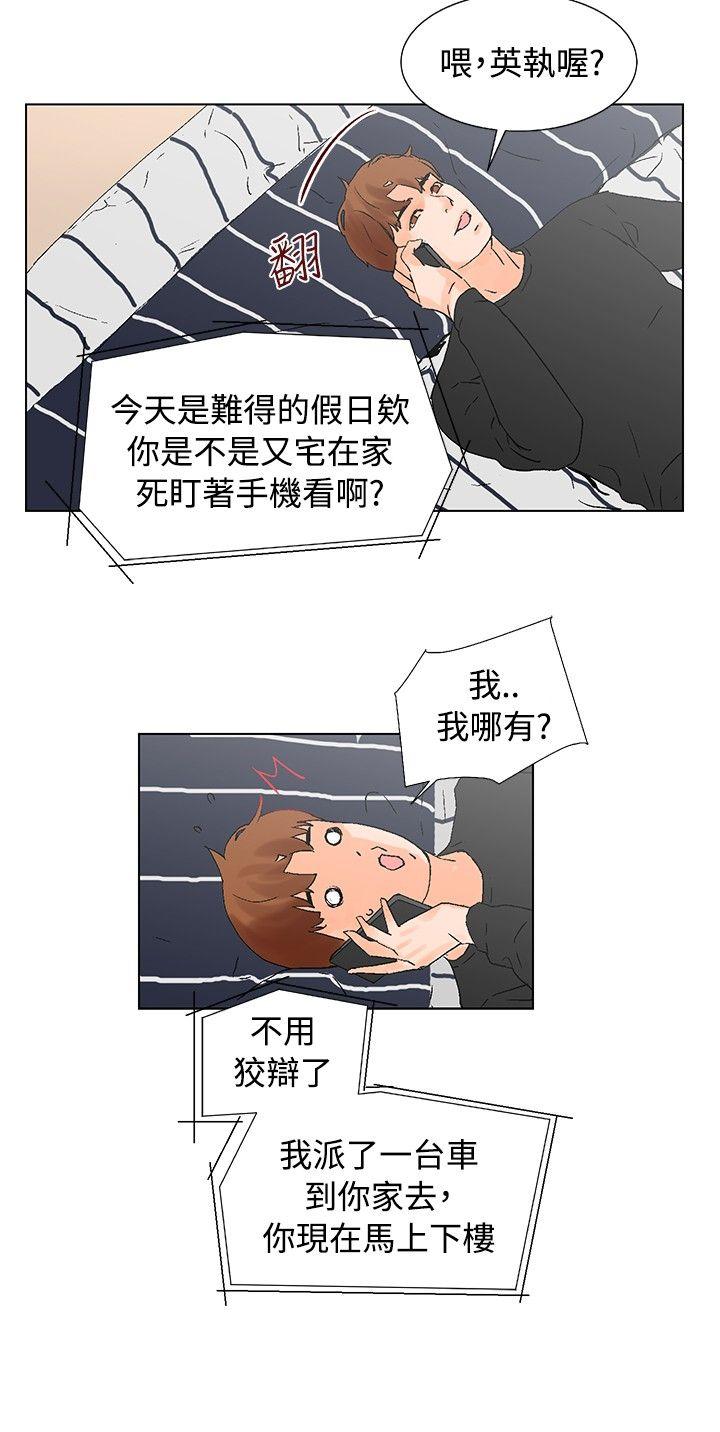 喂,英執喔?
翻
今天是難得的假日欸
你是不是又宅在家
死盯著手機看啊?
我..
我哪有?
不用
狡辯了
我派了一台車
到你家去,
你現在馬上下樓